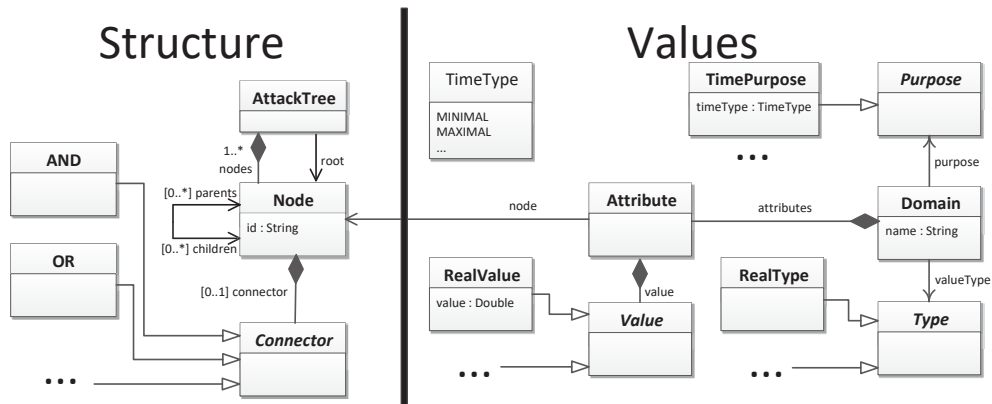 Structure
Values
AttackTree
1..*
nodes
root
AND
[0..*] parents
Node
id : String
[0..*] children
OR
[0..1] connector
Connector
...
TimeType
MINIMAL
MAXIMAL
...
TimePurpose
timeType : TimeType
...
Purpose
purpose
node
Attribute
attributes
Domain
name : String
RealValue
value : Double
value
Value
...
RealType
valueType
Type
...